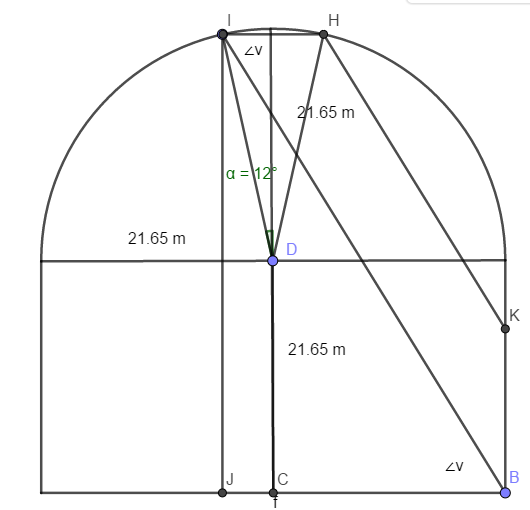 I H
∠v
21.65 m
α = 12°
21.65 m
D
K
21.65 m
∠v
J C B
f